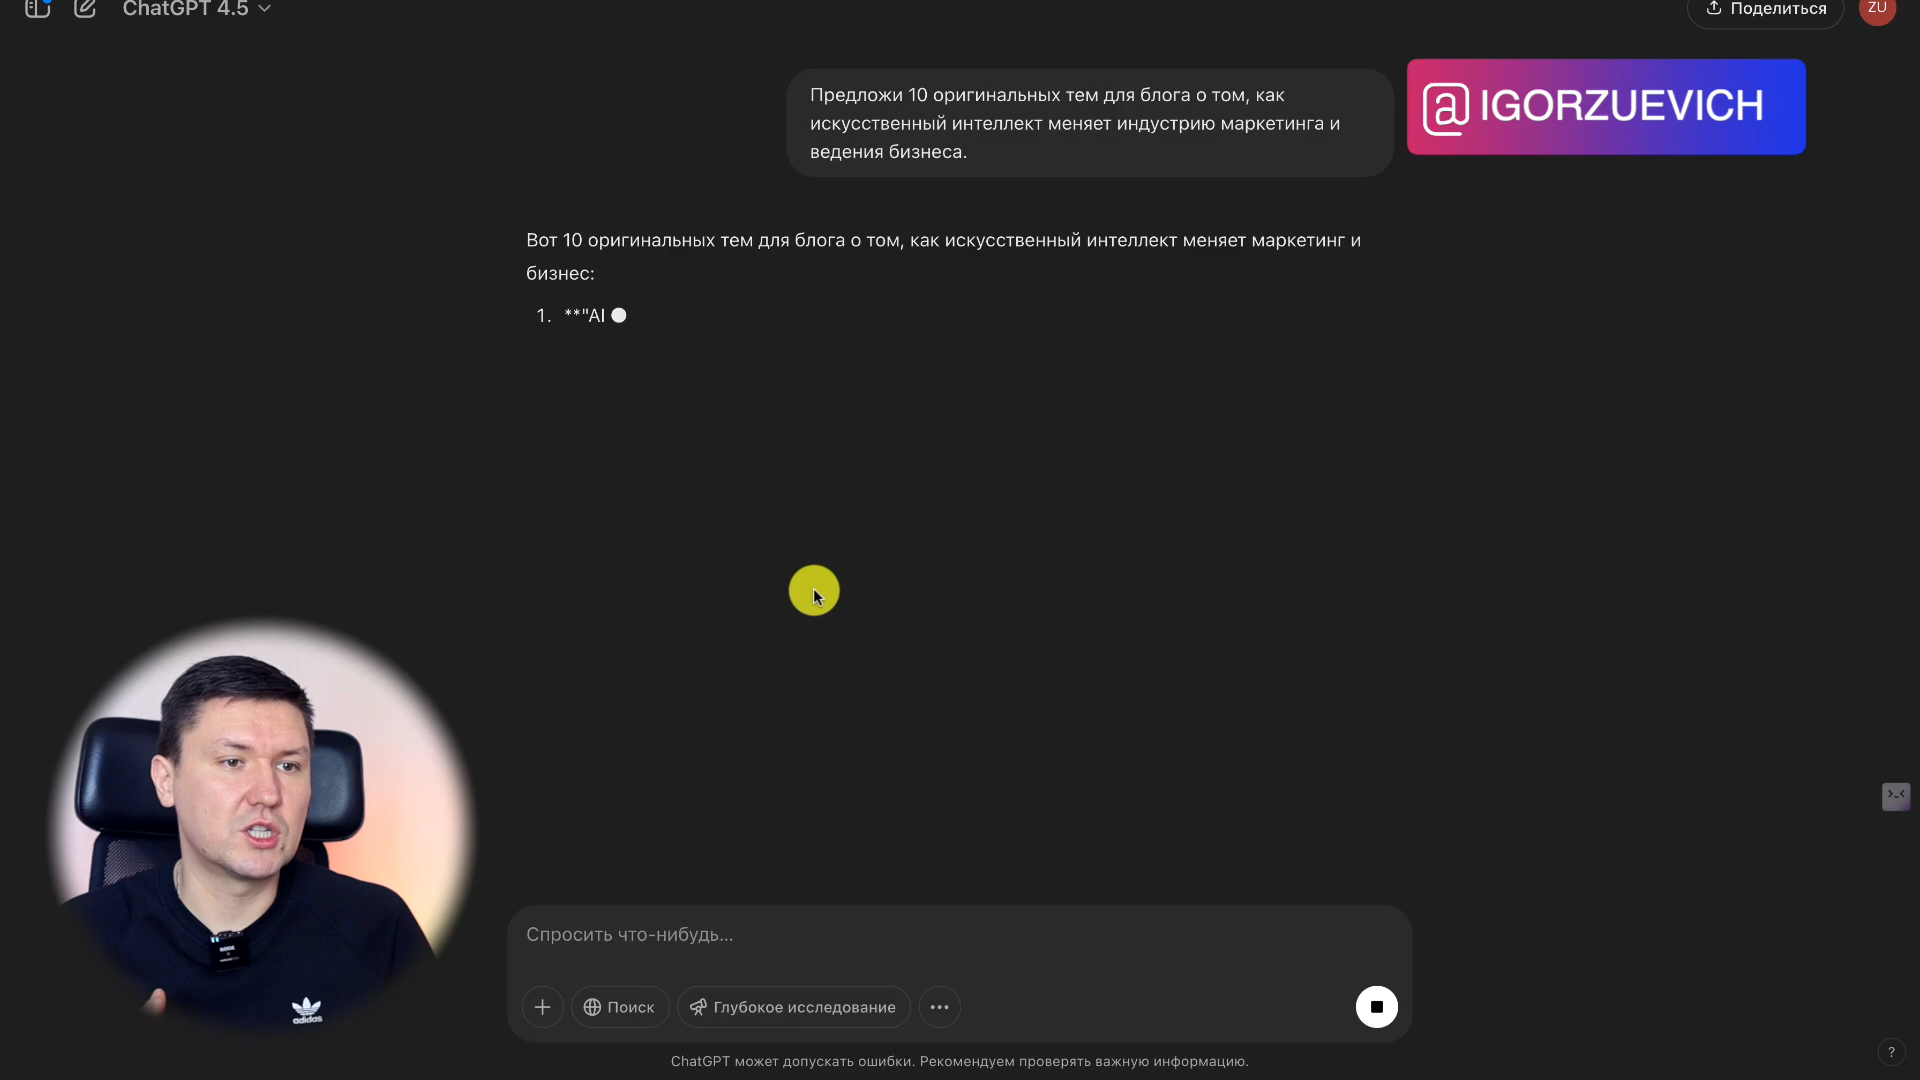 ChatGPT 4.5
Поделиться
ZU
Предложи 10 оригинальных тем для блога о том, как
искусственный интеллект меняет индустрию маркетинга и
ведения бизнеса.
@IGORZUEVICH
Вот 10 оригинальных тем для блога о том, как искусственный интеллект меняет маркетинг и
бизнес:
1. **"AI
Спросить что-нибудь...
Поиск
Глубокое исследование
ChatGPT может допускать ошибки. Рекомендуем проверять важную информацию.
?
RODE
adidas